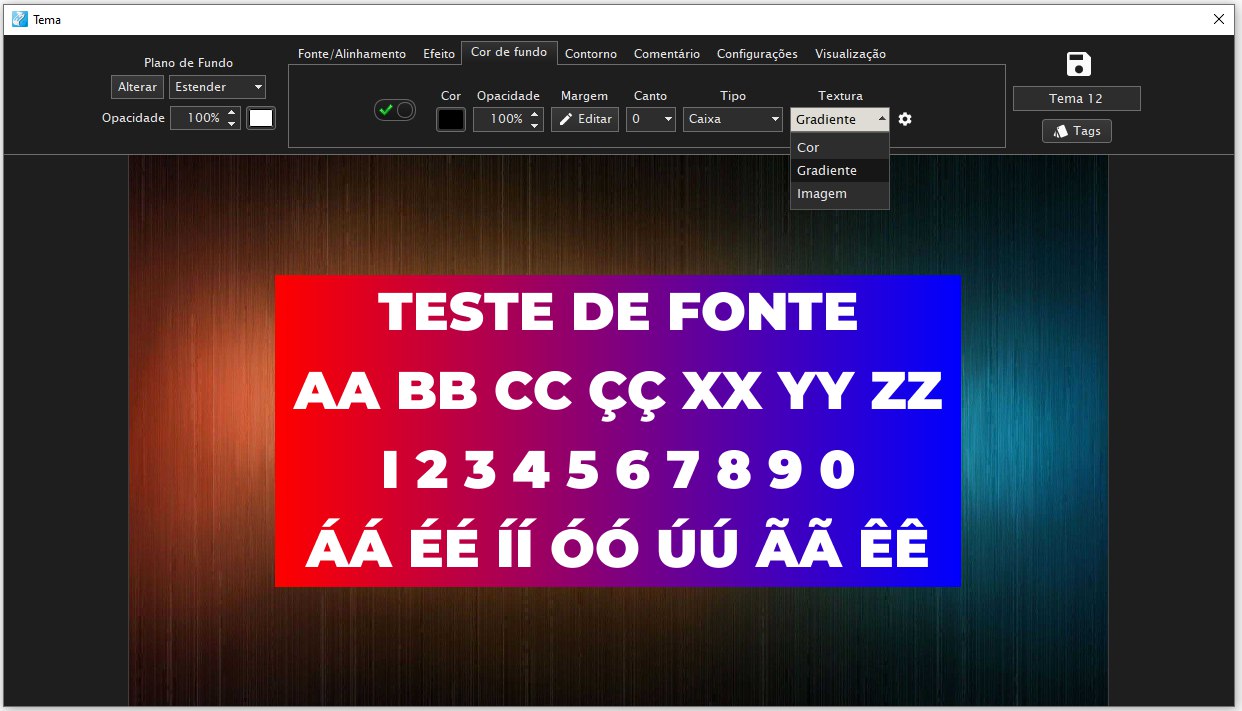 Tema
Plano de Fundo
Alterar Estender
Opacidade 100%
Fonte/Alinhamento Efeito Cor de fundo Contorno Comentário Configurações Visualização
Cor Opacidade Margem Canto Tipo Textura
100% Editar 0 Caixa Gradiente
Cor
Gradiente
Imagem
Tema 12
Tags
TESTE DE FONTE
AA BB CC ÇÇ XX YY ZZ
1 2 3 4 5 6 7 8 9 0
ÁÁ ÉÉ ÍÍ ÓÓ ÚÚ ÃÃ ÊÊ